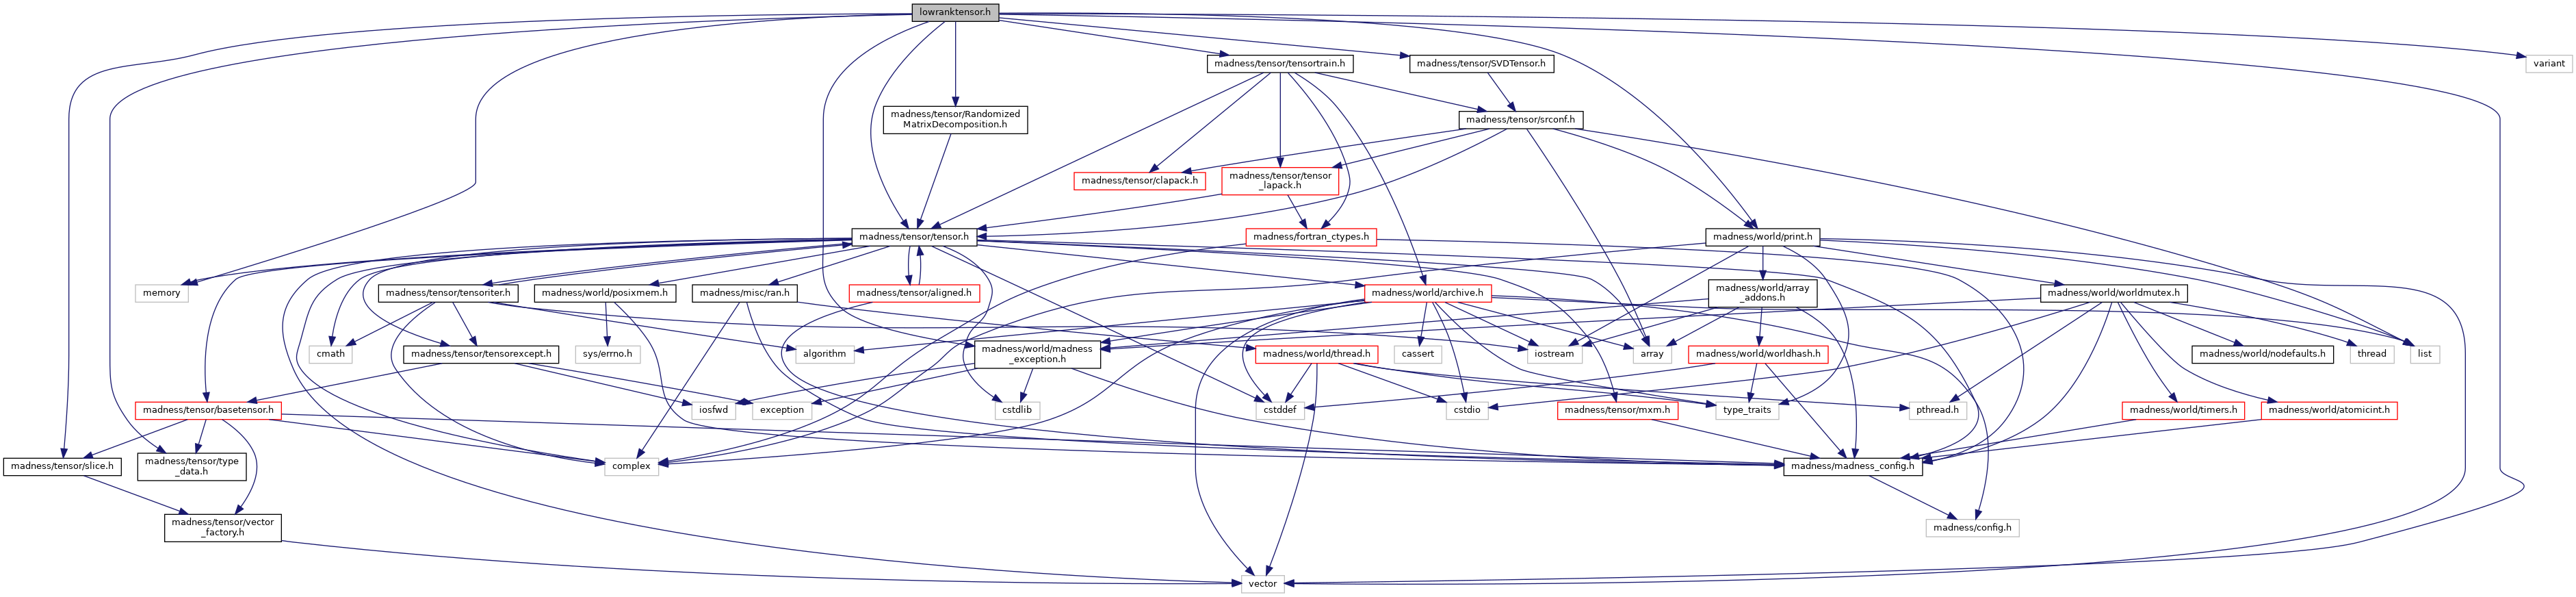 lowranktensor.h
madness/tensor/tensortrain.h
madness/tensor/SVDTensor.h
variant
madness/tensor/Randomized
MatrixDecomposition.h
madness/tensor/srconf.h
madness/tensor/clapack.h
madness/tensor/tensor
_lapack.h
madness/tensor/tensor.h
madness/fortran_ctypes.h
madness/world/print.h
memory
madness/tensor/tensoriter.h
madness/world/posixmem.h
madness/misc/ran.h
madness/tensor/aligned.h
madness/world/archive.h
madness/world/array
_addons.h
madness/world/worldmutex.h
cmath
madness/tensor/tensorexcept.h
sys/errno.h
algorithm
madness/world/madness
_exception.h
madness/world/thread.h
cassert
iostream
array
madness/world/worldhash.h
madness/world/nodefaults.h
thread
list
madness/tensor/basetensor.h
iosfwd
exception
cstdlib
cstddef
cstdio
madness/tensor/mxm.h
type_traits
pthread.h
madness/world/timers.h
madness/world/atomicint.h
madness/tensor/slice.h
madness/tensor/type
_data.h
complex
madness/madness_config.h
madness/tensor/vector
_factory.h
madness/config.h
vector